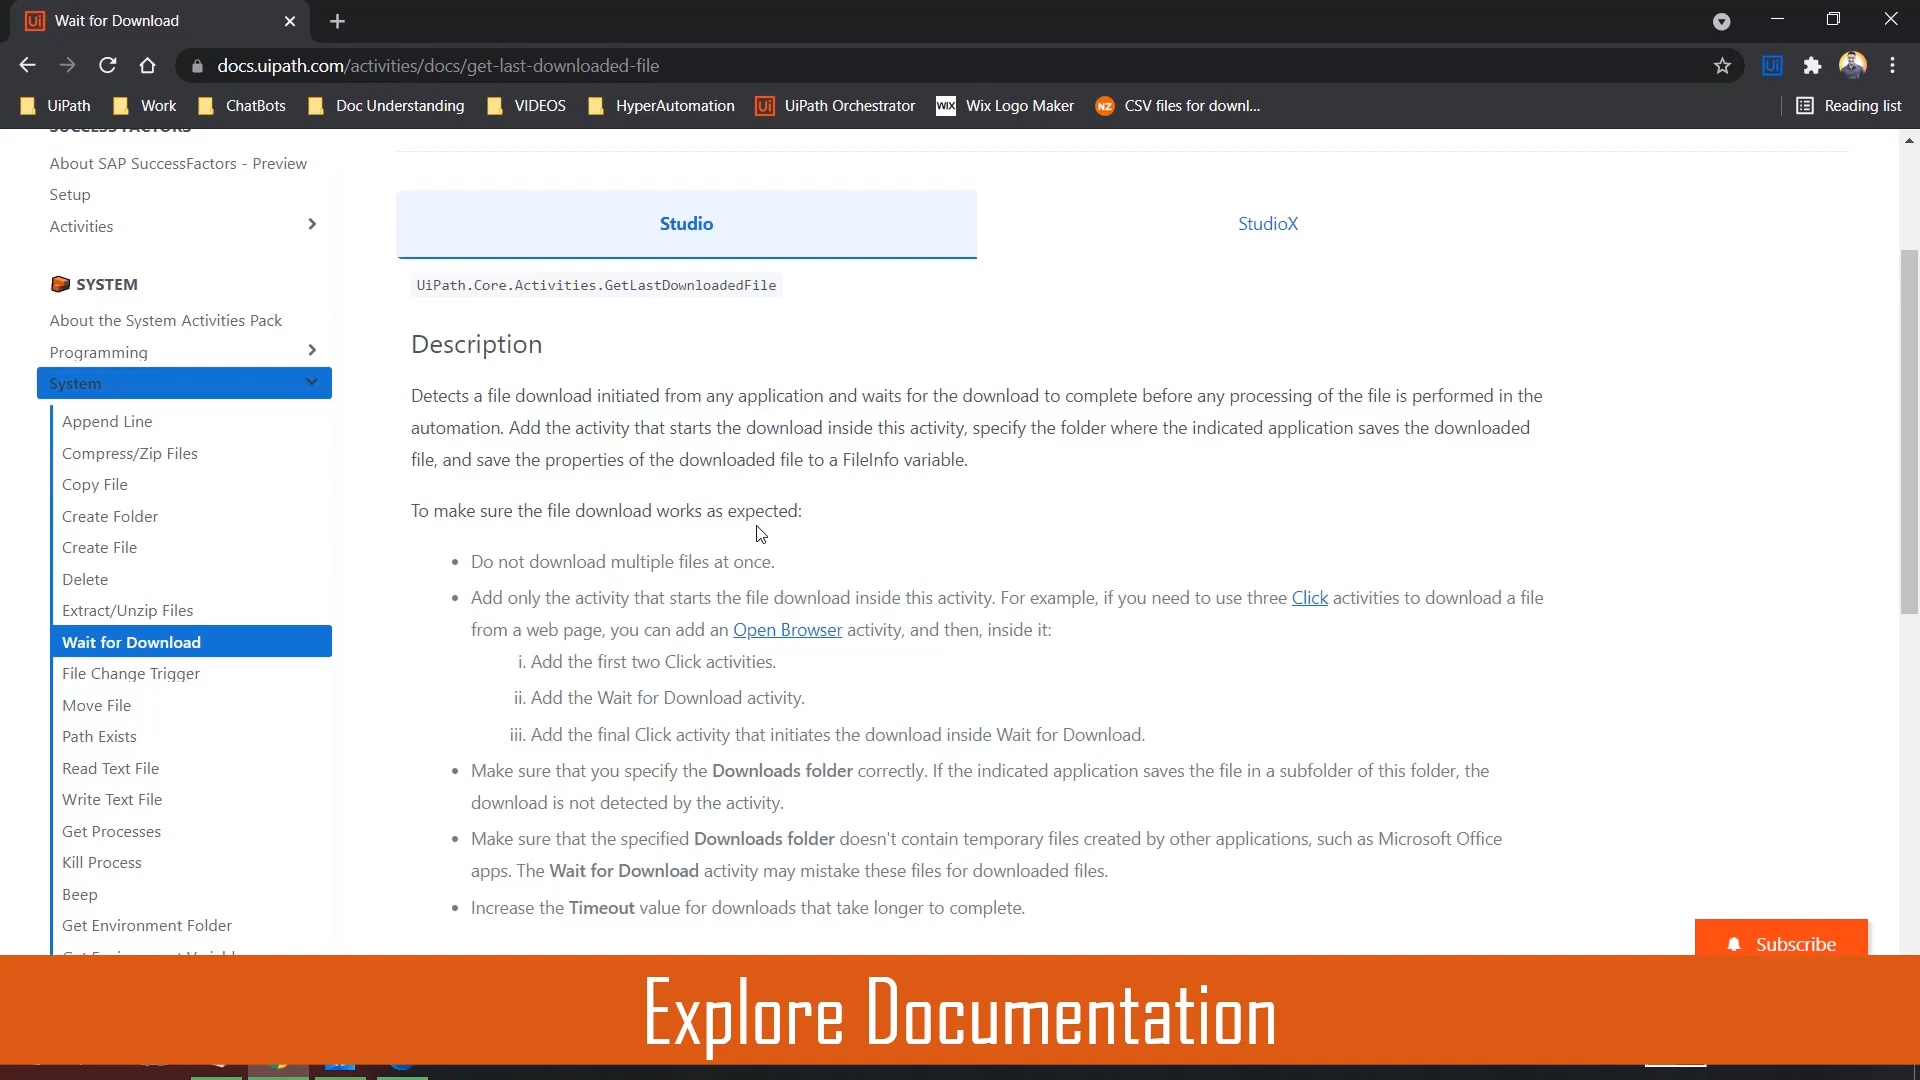 Wait for Download
docs.uipath.com/activities/docs/get-last-downloaded-file
UiPath Work ChatBots Doc Understanding VIDEOS HyperAutomation UiPath Orchestrator WIX Wix Logo Maker NZ CSV files for downl... Reading list
SUCCESS FACTORS
About SAP SuccessFactors - Preview
Setup
Activities
SYSTEM
About the System Activities Pack
Programming
System
Append Line
Compress/Zip Files
Copy File
Create Folder
Create File
Delete
Extract/Unzip Files
Wait for Download
File Change Trigger
Move File
Path Exists
Read Text File
Write Text File
Get Processes
Kill Process
Beep
Get Environment Folder
Studio
StudioX
UiPath.Core.Activities.GetLastDownloadedFile
Description
Detects a file download initiated from any application and waits for the download to complete before any processing of the file is performed in the
automation. Add the activity that starts the download inside this activity, specify the folder where the indicated application saves the downloaded
file, and save the properties of the downloaded file to a FileInfo variable.
To make sure the file download works as expected:
• Do not download multiple files at once.
• Add only the activity that starts the file download inside this activity. For example, if you need to use three Click activities to download a file
from a web page, you can add an Open Browser activity, and then, inside it:
i. Add the first two Click activities.
ii. Add the Wait for Download activity.
iii. Add the final Click activity that initiates the download inside Wait for Download.
• Make sure that you specify the Downloads folder correctly. If the indicated application saves the file in a subfolder of this folder, the
download is not detected by the activity.
• Make sure that the specified Downloads folder doesn't contain temporary files created by other applications, such as Microsoft Office
apps. The Wait for Download activity may mistake these files for downloaded files.
• Increase the Timeout value for downloads that take longer to complete.
Subscribe
Explore Documentation